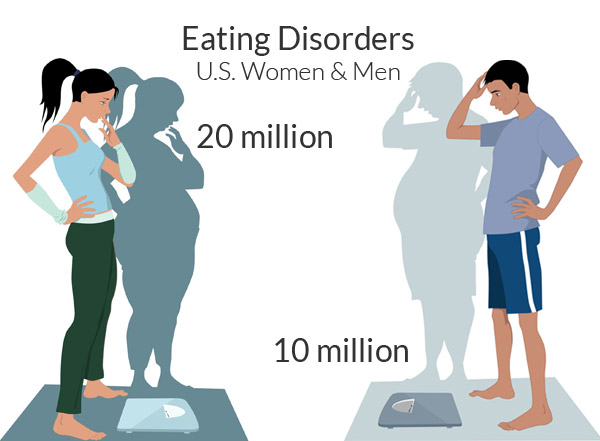 Eating Disorders
U.S. Women & Men
20 million
10 million